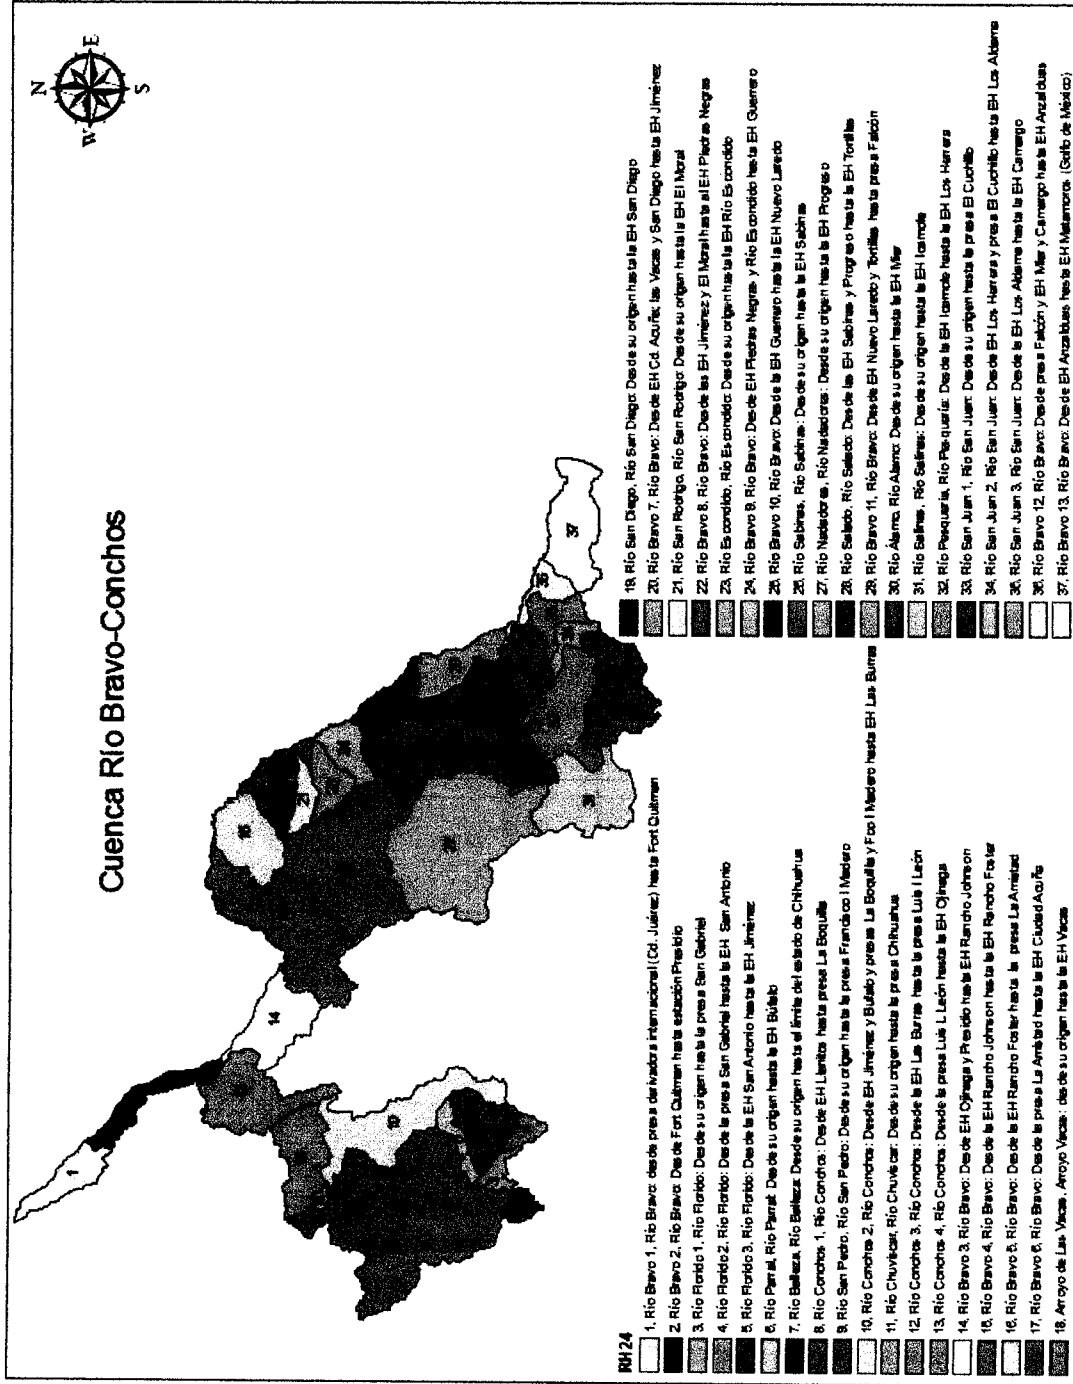 Cuenca Río Bravo-Conchos
N
W E
S
1
14
10
16
21
24
31
36
37
RH24
1, Río Bravo 1, Río Bravo: desde presa derivadora internacional (Cd. Juárez) hasta Fort Quitman
2, Río Bravo 2, Río Bravo: Desde Fort Quitman hasta estación Presidio
3, Río Florido 1, Río Florido: Desde su origen hasta la presa San Gabriel
4, Río Florido 2, Río Florido: Desde la presa San Gabriel hasta la EH San Antonio
5, Río Florido 3, Río Florido: Desde la EH San Antonio hasta la EH Jiménez
6, Río Parral, Río Parral: Desde su origen hasta la EH Búfalo
7, Río Balleza, Río Balleza: Desde su origen hasta el límite del estado de Chihuahua
8, Río Conchos 1, Río Conchos: De EH Llanitos hasta presa La Boquilla
9, Río San Pedro, Río San Pedro: Desde su origen hasta la presa Francisco I Madero
10, Río Conchos 2, Río Conchos: Desde EH Jiménez y Búfalo y presas La Boquilla y Fco I Madero hasta EH Las Burras
11, Río Chuviscar, Río Chuviscar: Desde su origen hasta la presa Chihuahua
12, Río Conchos 3, Río Conchos: Desde la EH Las Burras hasta la presa Luis I León
13, Río Conchos 4, Río Conchos: Desde la presa Luis L León hasta la EH Ojinaga
14, Río Bravo 3, Río Bravo: Desde EH Ojinaga y Presidio hasta EH Rancho Johnson
15, Río Bravo 4, Río Bravo: Desde la EH Rancho Johnson hasta la EH Rancho Foster
16, Río Bravo 5, Río Bravo: Desde la EH Rancho Foster hasta la presa La Amistad
17, Río Bravo 6, Río Bravo: Desde la presa La Amistad hasta la EH Ciudad Acuña
18, Arroyo de Las Vacas, Arroyo Vacas: desde su origen hasta la EH Vacas
19, Río San Diego, Río San Diego: Desde su origen hasta la EH San Diego
20, Río Bravo 7, Río Bravo: Desde EH Cd. Acuña; las Vacas y San Diego hasta EH Jiménez
21, Río San Rodrigo, Río San Rodrigo: Desde su origen hasta la EH El Moral
22, Río Bravo 8, Río Bravo: Desde las EH Jiménez y El Moral hasta al EH Piedras Negras
23, Río Escondido, Río Escondido: Desde su origen hasta la EH Río Escondido
24, Río Bravo 9, Río Bravo: Desde EH Piedras Negras y Río Escondido hasta la EH Guerrero
25, Río Bravo 10, Río Bravo: Desde la EH Guerrero hasta la EH Nuevo Laredo
26, Río Sabinas, Río Sabinas: Desde su origen hasta la EH Sabinas
27, Río Nadadores, Río Nadadores: Desde su origen hasta la EH Progreso
28, Río Salado, Río Salado: Desde las EH Sabinas y Progreso hasta la EH Tortillas
29, Río Bravo 11, Río Bravo: Desde EH Nuevo Laredo y Tortillas hasta presa Falcón
30, Río Álamo, Río Álamo: Desde su origen hasta la EH Mier
31, Río Salinas, Río Salinas: Desde su origen hasta la EH Icamole
32, Río Pesquería, Río Pesquería: Desde la EH Icamole hasta la EH Los Herrera
33, Río San Juan 1, Río San Juan: Desde su origen hasta la presa El Cuchillo
34, Río San Juan 2, Río San Juan: Desde EH Los Herrera y presa El Cuchillo hasta EH Los Aldama
35, Río San Juan 3, Río San Juan: Desde la EH Los Aldama hasta la EH Camargo
36, Río Bravo 12, Río Bravo: Desde presa Falcón y EH Mier y Camargo hasta EH Anzalduas
37, Río Bravo 13, Río Bravo: Desde EH Anzalduas hasta EH Matamoros (Golfo de México)